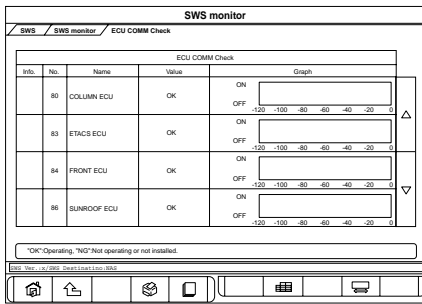 SWS monitor
SWS SWS monitor ECU COMM Check
ECU COMM Check
Info. No. Name Value Graph
80 COLUMN ECU OK ON
OFF
-120 -100 -80 -60 -40 -20 0
83 ETACS ECU OK ON
OFF
-120 -100 -80 -60 -40 -20 0
84 FRONT ECU OK ON
OFF
-120 -100 -80 -60 -40 -20 0
86 SUNROOF ECU OK ON
OFF
-120 -100 -80 -60 -40 -20 0
"OK":Operating, "NG":Not operating or not installed.
SWS Ver.:x/SWS Destinatino:NAS